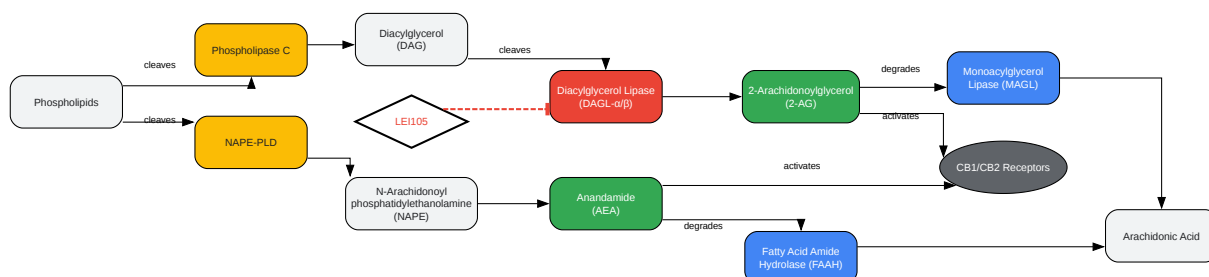 Phospholipids
cleaves
cleaves
Phospholipase C
NAPE-PLD
Diacylglycerol
(DAG)
cleaves
LEI105
N-Arachidonoyl
phosphatidylethanolamine
(NAPE)
Diacylglycerol Lipase
(DAGL-α/β)
Anandamide
(AEA)
2-Arachidonoylglycerol
(2-AG)
degrades
activates
activates
degrades
Monoacylglycerol
Lipase (MAGL)
CB1/CB2 Receptors
Fatty Acid Amide
Hydrolase (FAAH)
Arachidonic Acid